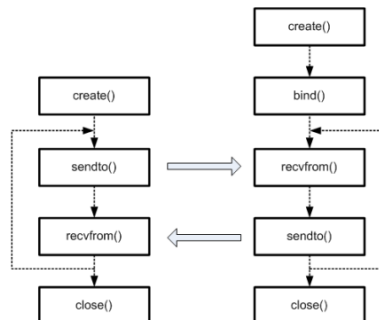 create()
create()
bind()
sendto()
recvfrom()
recvfrom()
sendto()
close()
close()